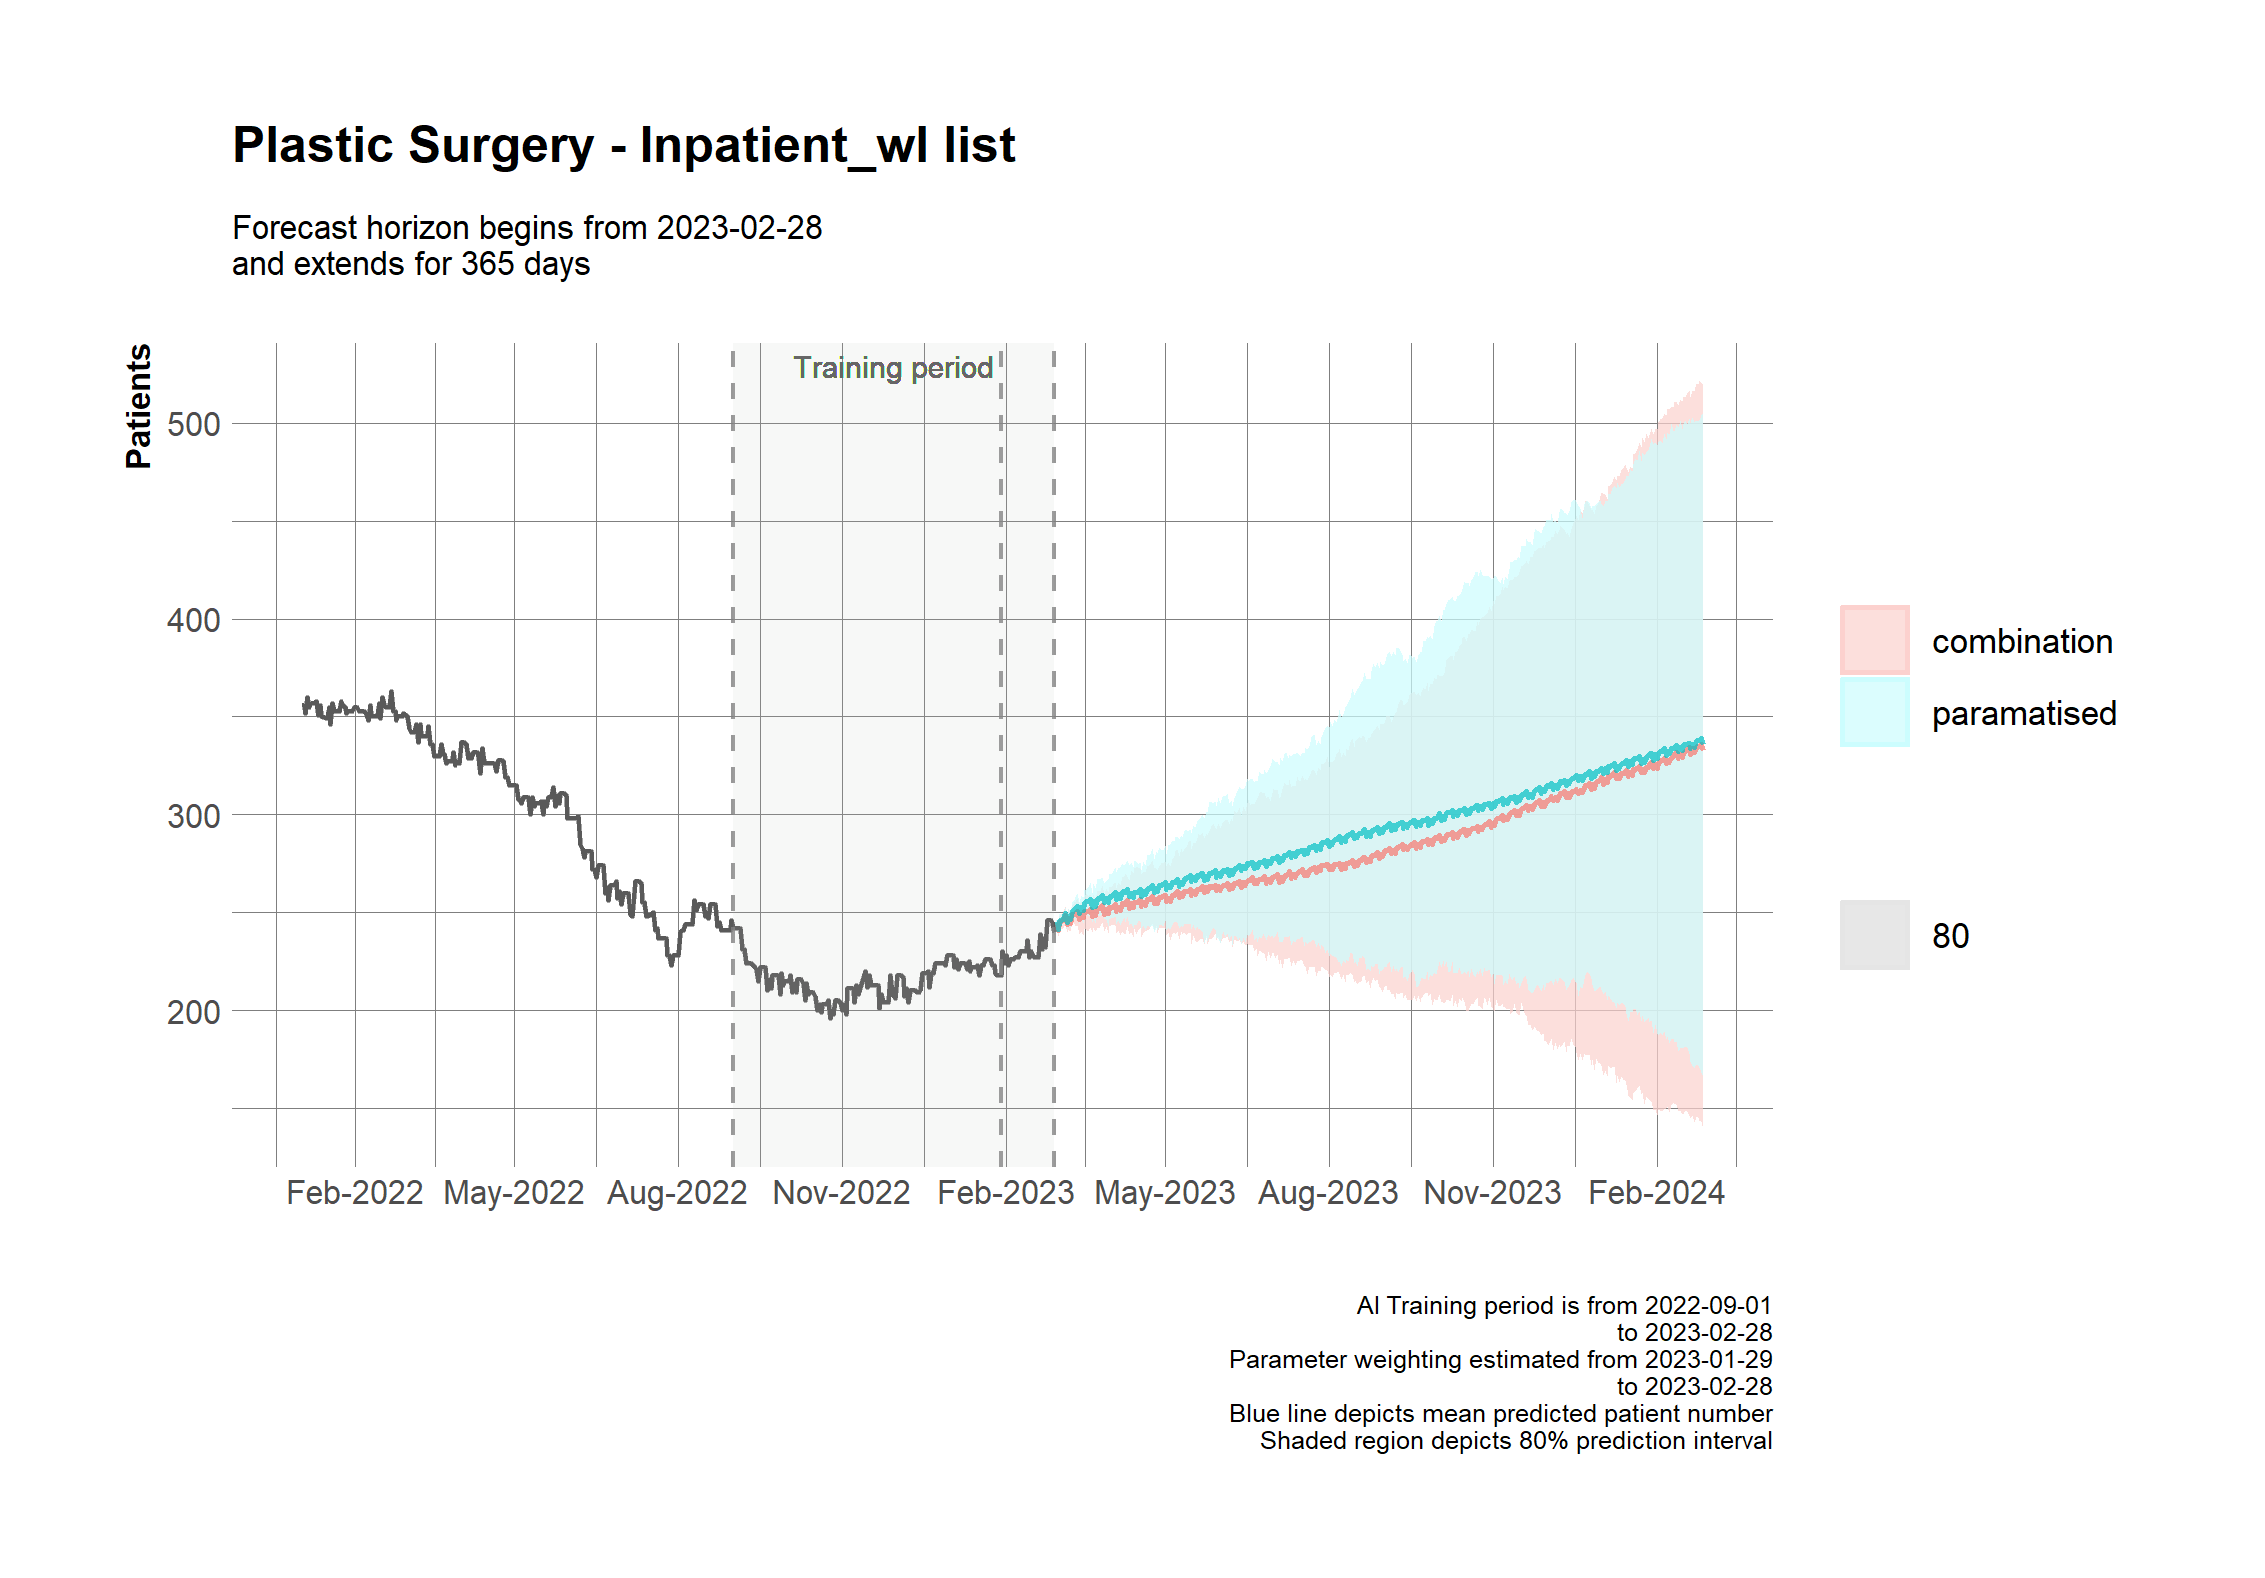 Plastic Surgery - Inpatient_wl list
Forecast horizon begins from 2023-02-28
and extends for 365 days
Patients
Training period
500
400
300
200
combination
paramatised
80
Feb-2022 May-2022 Aug-2022 Nov-2022 Feb-2023 May-2023 Aug-2023 Nov-2023 Feb-2024
AI Training period is from 2022-09-01
to 2023-02-28
Parameter weighting estimated from 2023-01-29
to 2023-02-28
Blue line depicts mean predicted patient number
Shaded region depicts 80% prediction interval